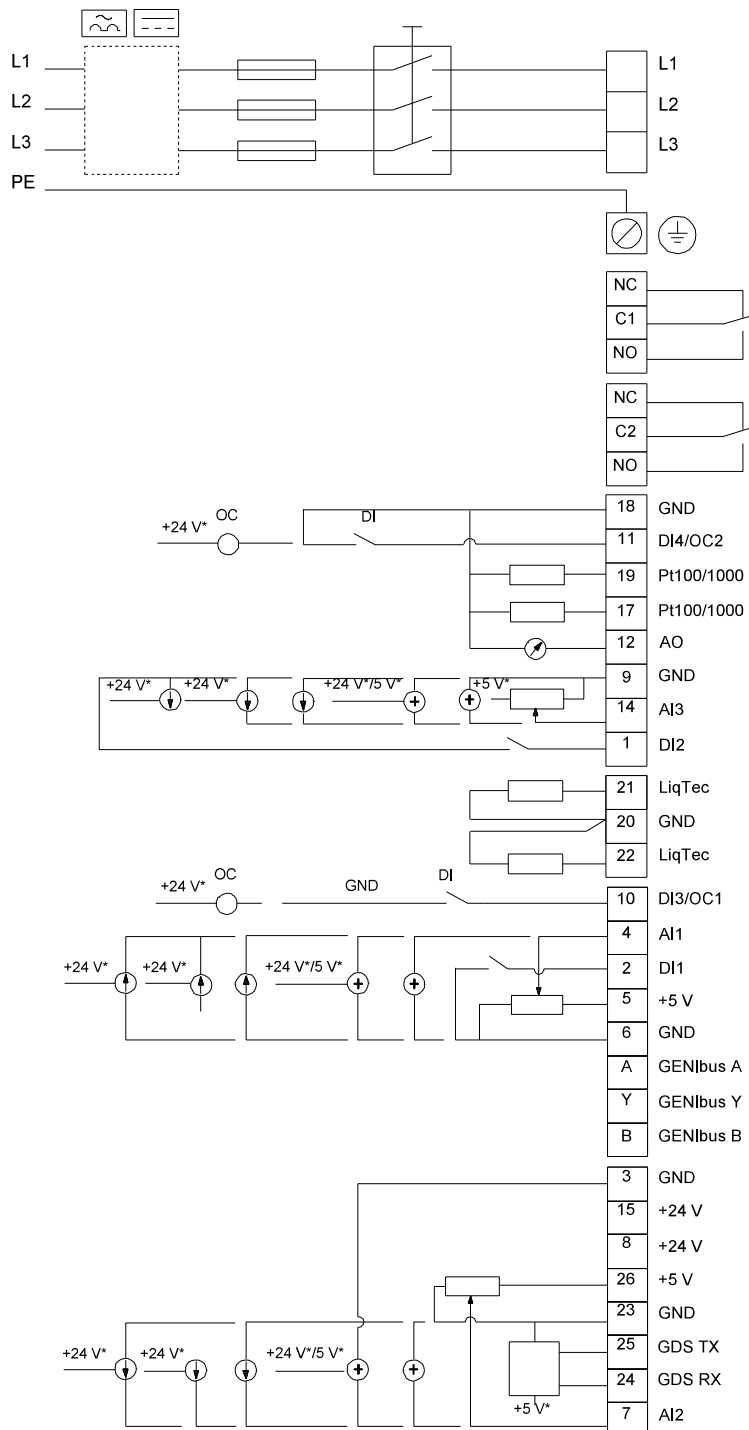 L1 L1
L2 L2
L3 L3
PE
NC
C1
NO
NC
C2
NO
18 GND
+24 V* OC DI 11 DI4/OC2
19 Pt100/1000
17 Pt100/1000
12 AO
9 GND
+24 V* +24 V* +24 V*/5 V* +5 V*
14 AI3
1 DI2
21 LiqTec
20 GND
22 LiqTec
+24 V* OC GND DI 10 DI3/OC1
4 AI1
+24 V* +24 V* +24 V*/5 V* 2 DI1
5 +5 V
6 GND
A GENIbus A
Y GENIbus Y
B GENIbus B
3 GND
15 +24 V
8 +24 V
26 +5 V
23 GND
+24 V* +24 V* +24 V*/5 V* 25 GDS TX
24 GDS RX
+5 V* 7 AI2